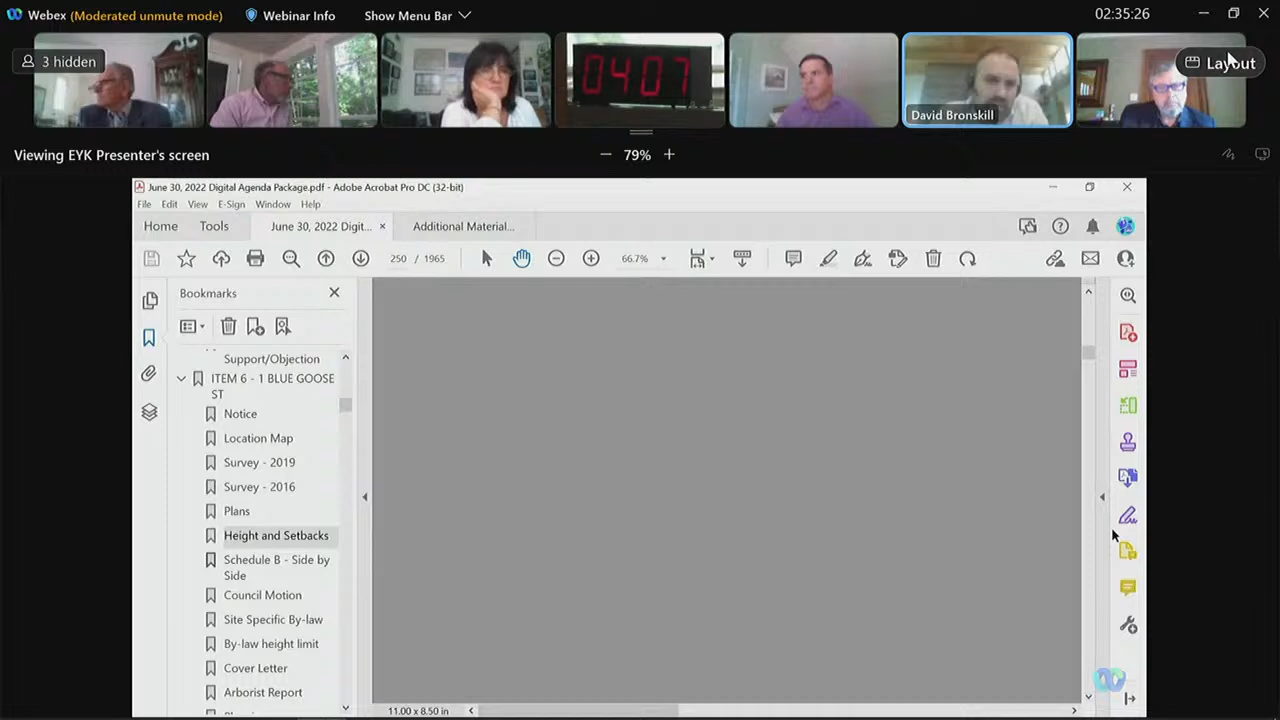 Webex (Moderated unmute mode) Webinar Info Show Menu Bar 02:35:26
3 hidden
04:07
Layout
David Bronskill
Viewing EYK Presenter's screen
79%
June 30, 2022 Digital Agenda Package.pdf - Adobe Acrobat Pro DC (32-bit)
File Edit View E-Sign Window Help
Home Tools June 30, 2022 Digit... Additional Material...
250 / 1965 66.7%
Bookmarks
Support/Objection
ITEM 6 - 1 BLUE GOOSE
ST
Notice
Location Map
Survey - 2019
Survey - 2016
Plans
Height and Setbacks
Schedule B - Side by
Side
Council Motion
Site Specific By-law
By-law height limit
Cover Letter
Arborist Report
11.00 x 8.50 in